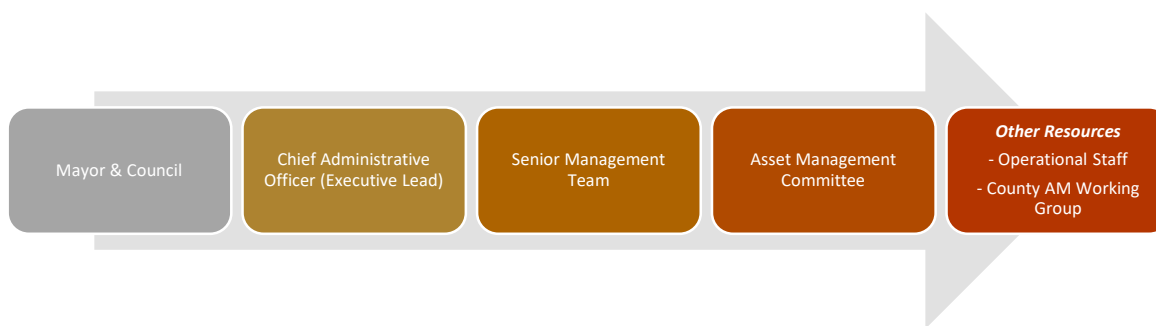 Mayor & Council
Chief Administrative
Officer (Executive Lead)
Senior Management
Team
Asset Management
Committee
Other Resources
- Operational Staff
- County AM Working
Group